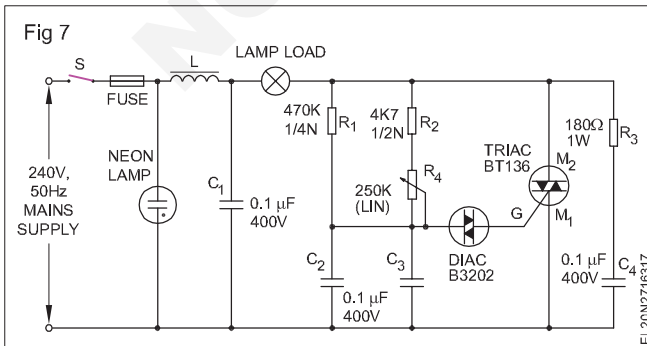 Fig 7
S
FUSE
L
LAMP LOAD
240V,
50Hz
MAINS
SUPPLY
NEON
LAMP
C1
0.1 µF
400V
470K
1/4N
R1
4K7
1/2N
R2
R4
250K
(LIN)
C2
0.1 µF
400V
C3
DIAC
B3202
G
TRIAC
BT136
M2
M1
180Ω
1W
R3
C4
0.1 µF
400V
EL20N2716317